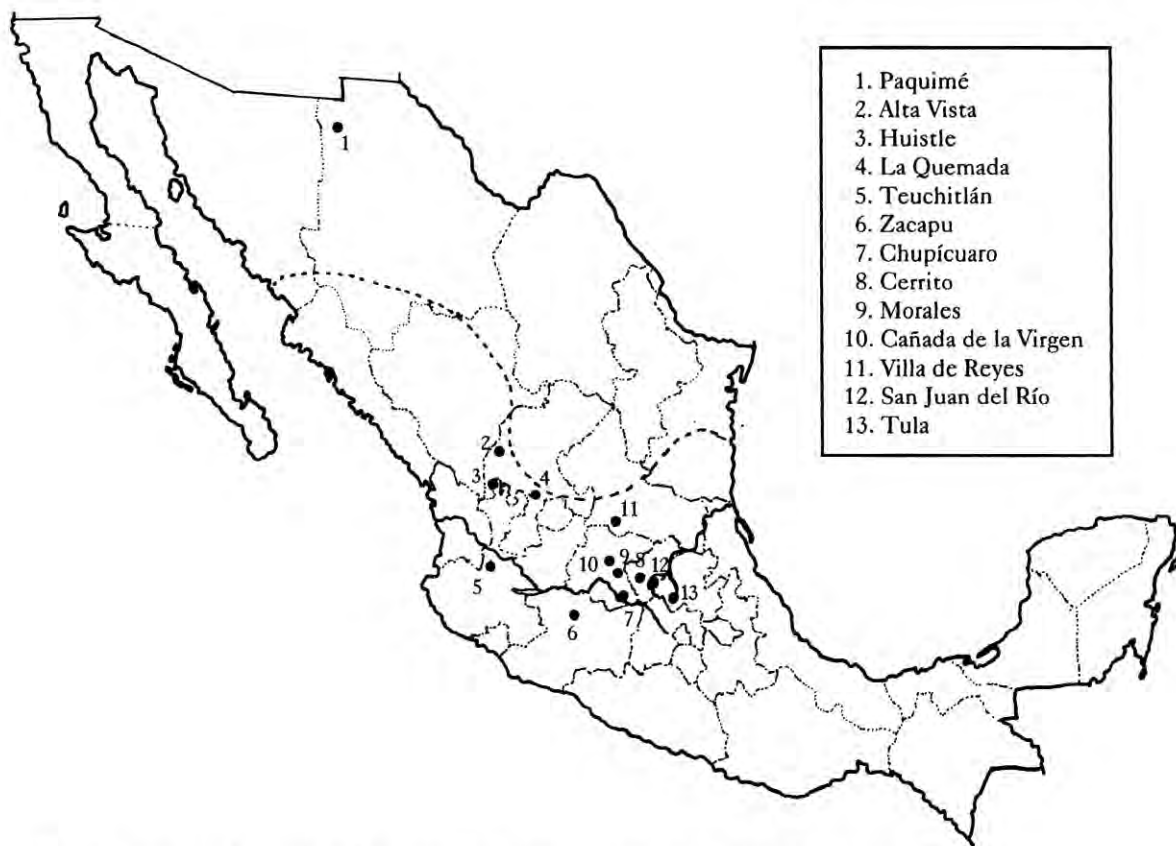 1. Paquimé
2. Alta Vista
3. Huistle
4. La Quemada
5. Teuchitlán
6. Zacapu
7. Chupícuaro
8. Cerrito
9. Morales
10. Cañada de la Virgen
11. Villa de Reyes
12. San Juan del Río
13. Tula
1
2
3
4
11
10
9
8
12
5
13
6
7